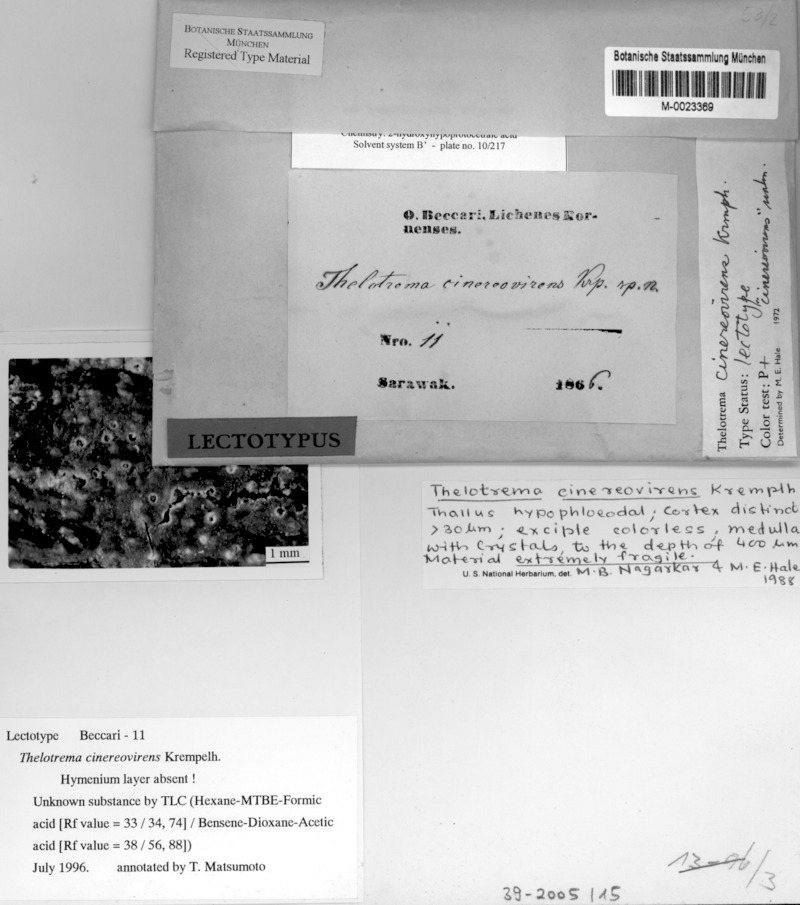 53/2
BOTANISCHE STAATSSAMMLUNG
MÜNCHEN
Registered Type Material
Botanische Staatssammlung München
M-0023369
Chemistry: 2-hydroxyhypoprotocetraric acid
Solvent system B' - plate no. 10/217
O. Beccari. Lichenes Bor-
nenses.
Thelotrema cinereovirens Krp. sp. n.
Nro. 11
Sarawak. 1866.
LECTOTYPUS
Thelotrema cinereovirens Krmph.
Type Status: lectotype
Color test: P+ "cinereovirens"
Determined by M. E. Hale 1972
1 mm
Thelotrema cinereovirens Krempelh
Thallus hypophloeodal; cortex distinct
>30 µm; exciple colorless, medulla
with crystals, to the depth of 400 µm
Material extremely fragile.
U. S. National Herbarium, det. M. B. Nagarkar & M. E. Hale
1988
Lectotype Beccari - 11
Thelotrema cinereovirens Krempelh.
Hymenium layer absent !
Unknown substance by TLC (Hexane-MTBE-Formic
acid [Rf value = 33 / 34, 74] / Bensene-Dioxane-Acetic
acid [Rf value = 38 / 56, 88])
July 1996. annotated by T. Matsumoto
13-96/3
39-2005/15